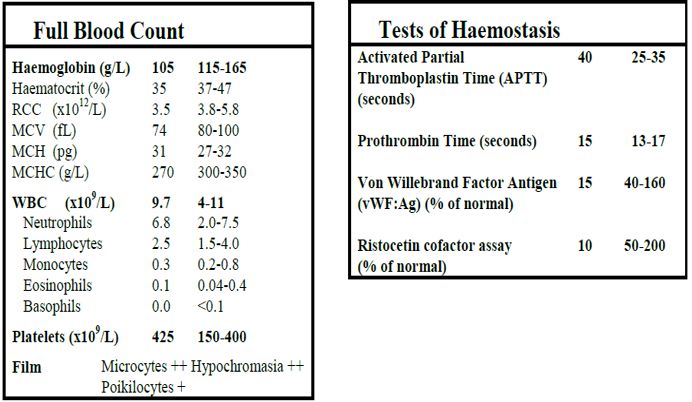 Full Blood Count
Haemoglobin (g/L) 105 115-165
Haematocrit (%) 35 37-47
RCC (x10^12/L) 3.5 3.8-5.8
MCV (fL) 74 80-100
MCH (pg) 31 27-32
MCHC (g/L) 270 300-350
WBC (x10^9/L) 9.7 4-11
Neutrophils 6.8 2.0-7.5
Lymphocytes 2.5 1.5-4.0
Monocytes 0.3 0.2-0.8
Eosinophils 0.1 0.04-0.4
Basophils 0.0 <0.1
Platelets (x10^9/L) 425 150-400
Film Microcytes ++ Hypochromasia ++
Poikilocytes +
Tests of Haemostasis
Activated Partial 40 25-35
Thromboplastin Time (APTT)
(seconds)
Prothrombin Time (seconds) 15 13-17
Von Willebrand Factor Antigen 15 40-160
(vWF:Ag) (% of normal)
Ristocetin cofactor assay 10 50-200
(% of normal)